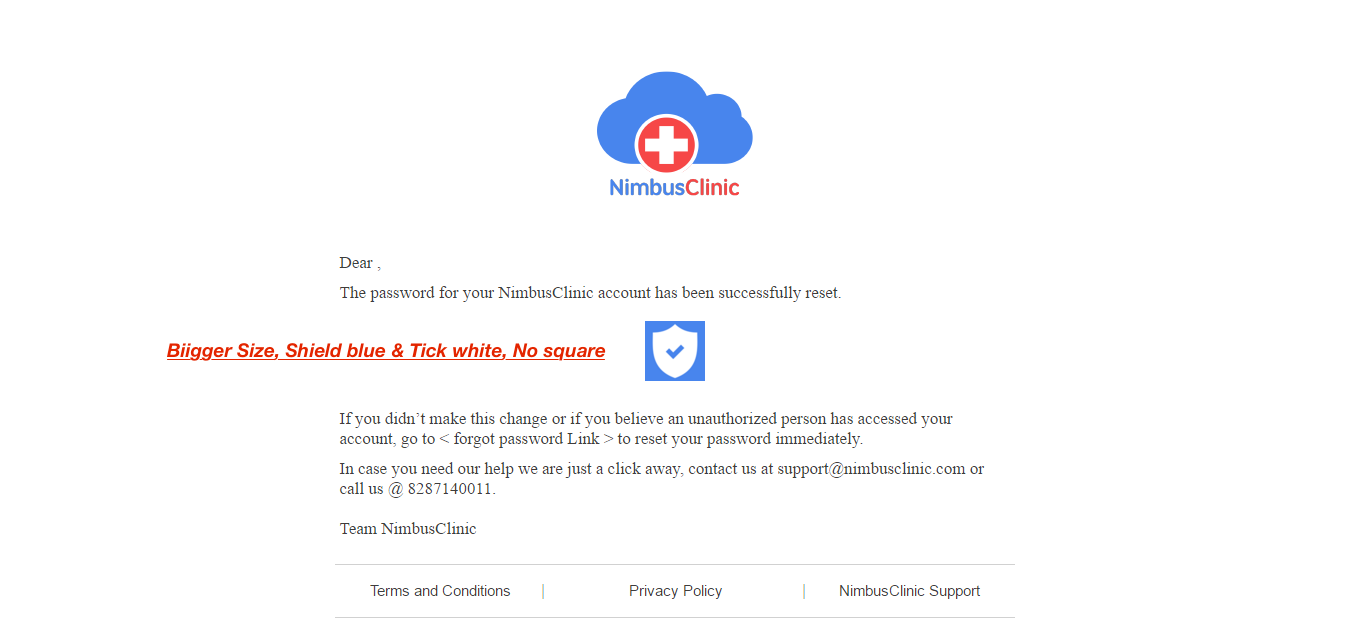 NimbusClinic
Dear ,
The password for your NimbusClinic account has been successfully reset.
Biigger Size, Shield blue & Tick white, No square
If you didn’t make this change or if you believe an unauthorized person has accessed your
account, go to < forgot password Link > to reset your password immediately.
In case you need our help we are just a click away, contact us at support@nimbusclinic.com or
call us @ 8287140011.
Team NimbusClinic
Terms and Conditions | Privacy Policy | NimbusClinic Support